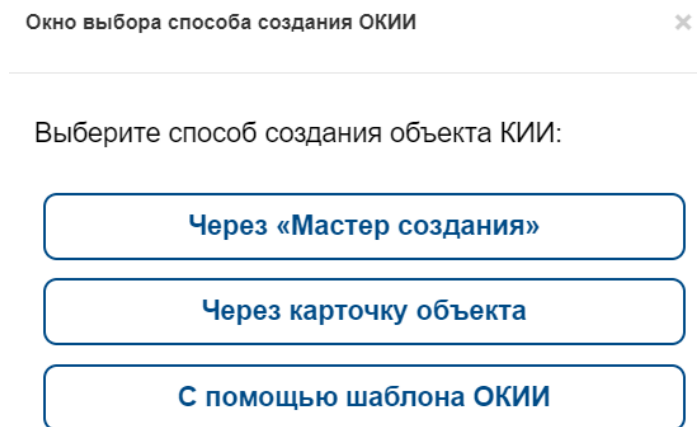 Окно выбора способа создания ОКИИ
Выберите способ создания объекта КИИ:
Через «Мастер создания»
Через карточку объекта
С помощью шаблона ОКИИ